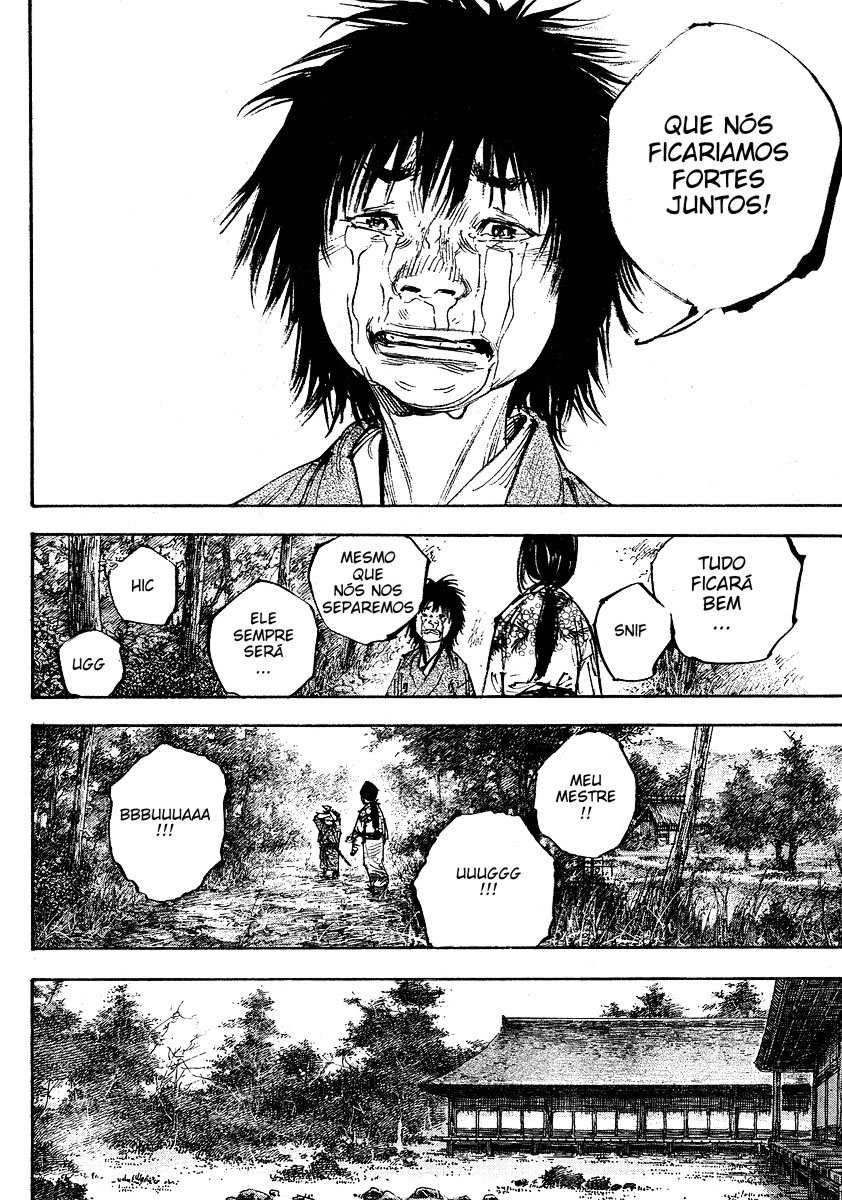 QUE NÓS
FICARIAMOS
FORTES
JUNTOS!
HIC
UGG
ELE
SEMPRE
SERÁ
...
MESMO
QUE
NÓS NOS
SEPAREMOS
SNIF
TUDO
FICARÁ
BEM
...
BBBUUUAAA
!!!
UUUGGG
!!!
MEU
MESTRE
!!